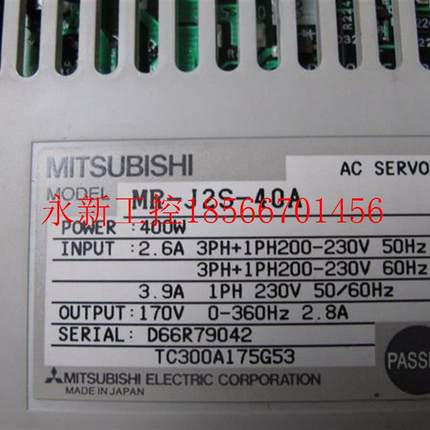 MITSUBISHI
AC SERVO
MODEL MR-J2S-40A
永新工控18566701456
POWER : 400W
INPUT : 2.6A 3PH+1PH200-230V 50Hz
3PH+1PH200-230V 60Hz
3.9A 1PH 230V 50/60Hz
OUTPUT: 170V 0-360Hz 2.8A
SERIAL: D66R79042
TC300A175G53
PASSE
MITSUBISHI ELECTRIC CORPORATION
MADE IN JAPAN